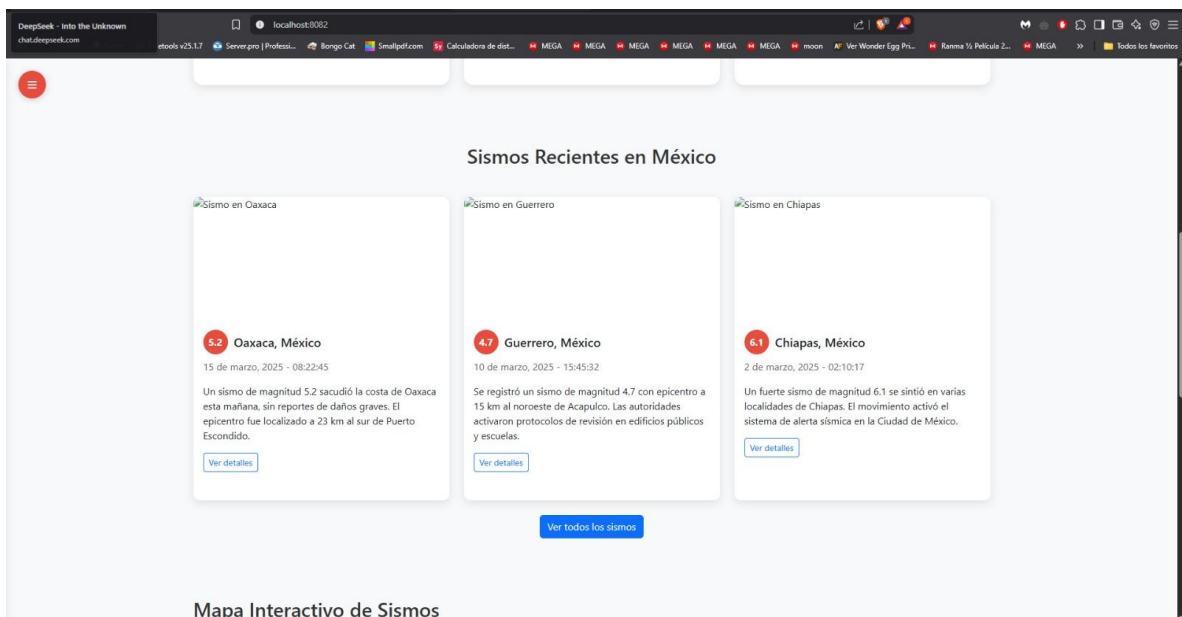 DeepSeek - Into the Unknown
chat.deepseek.com
localhost:8082
etools v25.1.7 Server.pro | Professi... Bongo Cat Smallpdf.com Sy Calculadora de dist... M MEGA M MEGA M MEGA M MEGA M MEGA M MEGA M moon AF Ver Wonder Egg Pri... M Ranma ½ Película 2... M MEGA » Todos los favoritos
Sismos Recientes en México
Sismo en Oaxaca
5.2 Oaxaca, México
15 de marzo, 2025 - 08:22:45
Un sismo de magnitud 5.2 sacudió la costa de Oaxaca
esta mañana, sin reportes de daños graves. El
epicentro fue localizado a 23 km al sur de Puerto
Escondido.
Ver detalles
Sismo en Guerrero
4.7 Guerrero, México
10 de marzo, 2025 - 15:45:32
Se registró un sismo de magnitud 4.7 con epicentro a
15 km al noroeste de Acapulco. Las autoridades
activaron protocolos de revisión en edificios públicos
y escuelas.
Ver detalles
Sismo en Chiapas
6.1 Chiapas, México
2 de marzo, 2025 - 02:10:17
Un fuerte sismo de magnitud 6.1 se sintió en varias
localidades de Chiapas. El movimiento activó el
sistema de alerta sísmica en la Ciudad de México.
Ver detalles
Ver todos los sismos
Mapa Interactivo de Sismos